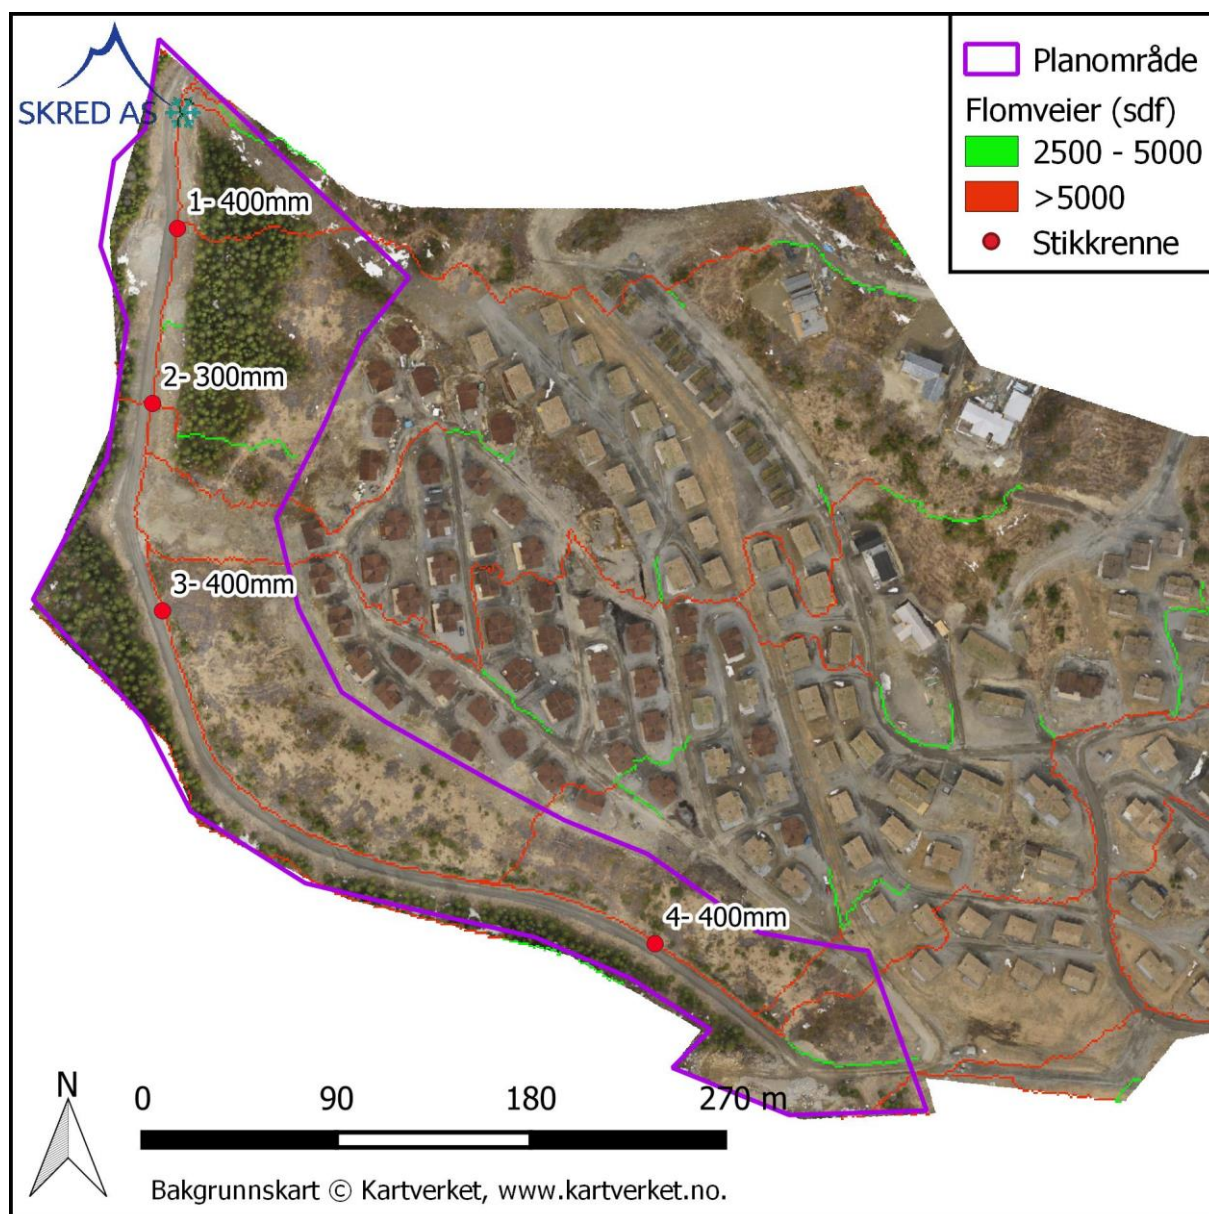 SKRED AS
Planområde
Flomveier (sdf)
2500 - 5000
>5000
Stikkrenne
1- 400mm
2- 300mm
3- 400mm
4- 400mm
N
0 90 180 270 m
Bakgrunnskart © Kartverket, www.kartverket.no.